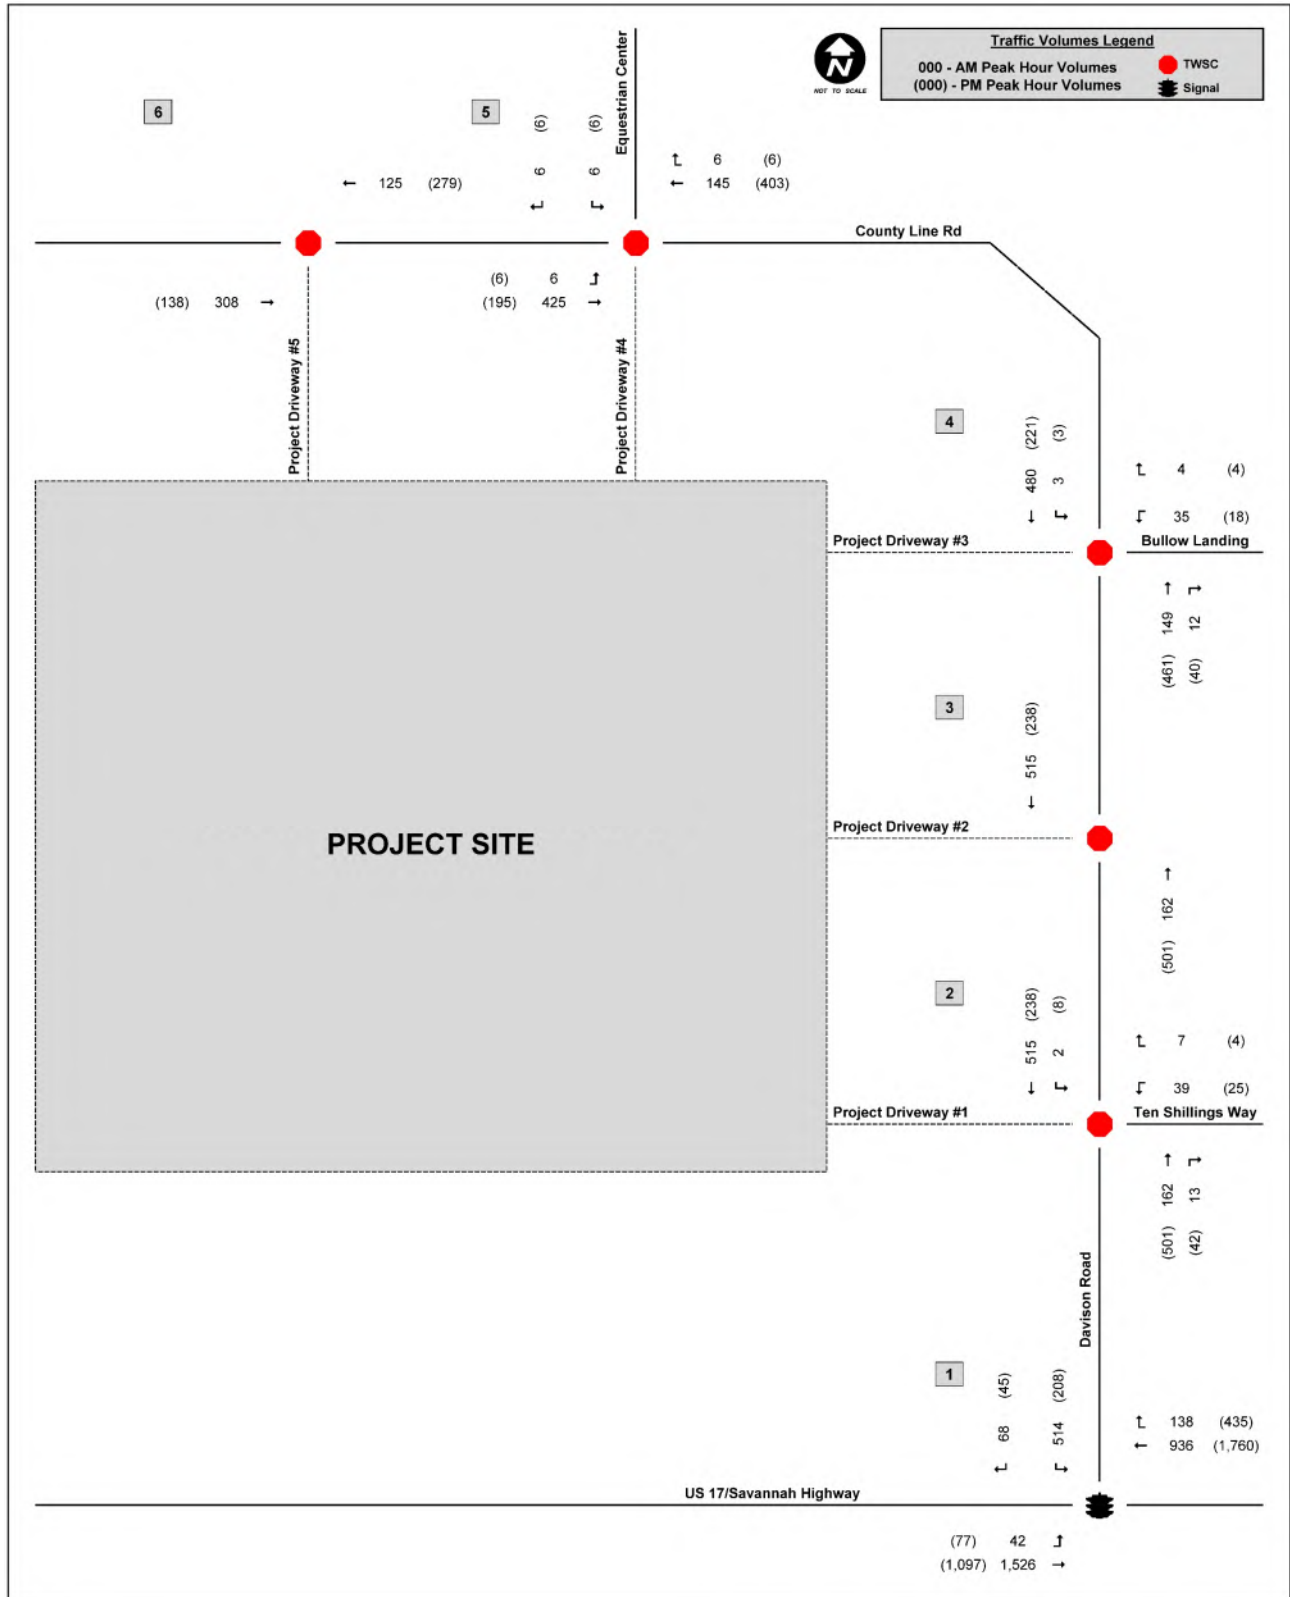 Traffic Volumes Legend
000 - AM Peak Hour Volumes
(000) - PM Peak Hour Volumes
TWSC
Signal
N
NOT TO SCALE
Equestrian Center
6
5
(6)
(6)
6
6
↑ 6 (6)
← 145 (403)
← 125 (279)
County Line Rd
(6) 6
(195) 425 →
(138) 308 →
Project Driveway #5
Project Driveway #4
4
(221) (3)
480 3
4 (4)
35 (18)
Project Driveway #3
Bullow Landing
149 12
(461) (40)
3
(238)
515
Project Driveway #2
162
(501)
PROJECT SITE
2
(238) (8)
515 2
7 (4)
39 (25)
Project Driveway #1
Ten Shillings Way
162 13
(501) (42)
Davison Road
1
(45) (208)
68 514
138 (435)
← 936 (1,760)
US 17/Savannah Highway
(77) 42
(1,097) 1,526 →